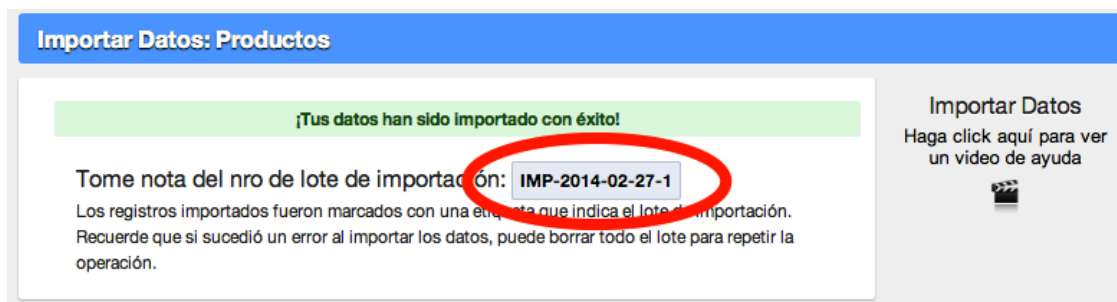 Importar Datos: Productos
¡Tus datos han sido importado con éxito!
Tome nota del nro de lote de importación: IMP-2014-02-27-1
Los registros importados fueron marcados con una etiqueta que indica el lote de importación.
Recuerde que si sucedió un error al importar los datos, puede borrar todo el lote para repetir la
operación.
Importar Datos
Haga click aquí para ver
un video de ayuda